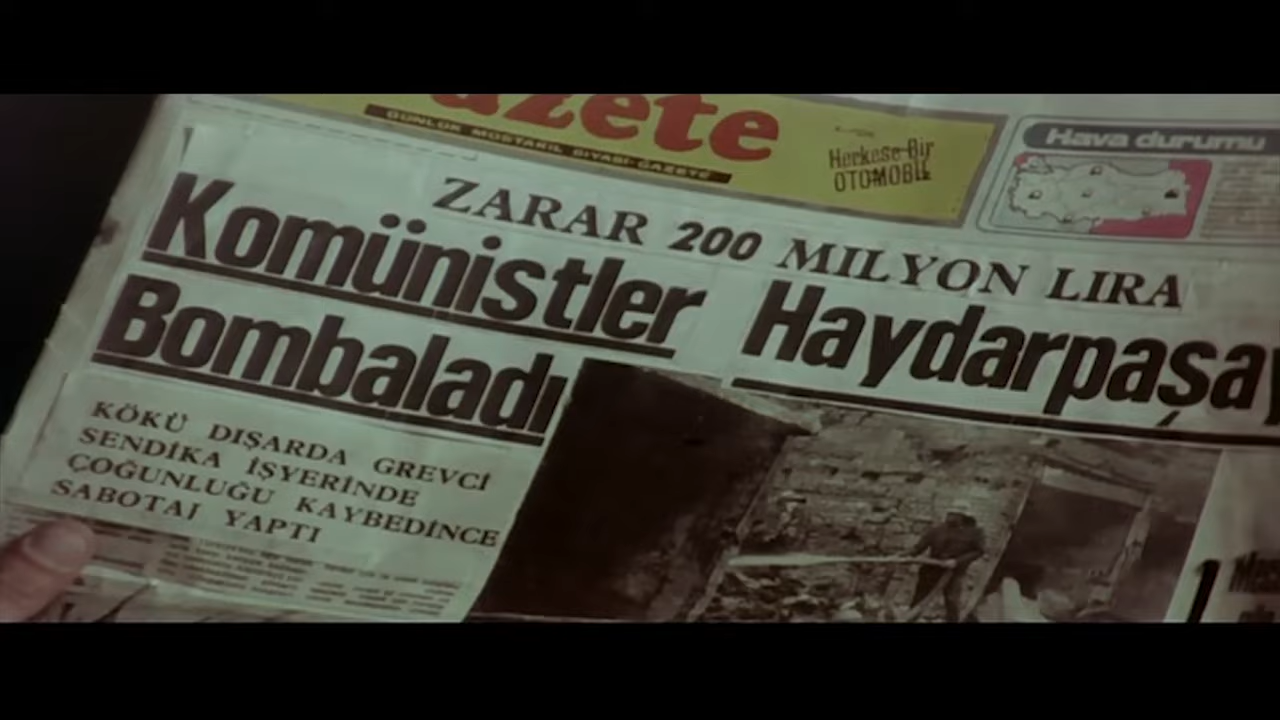 azete
GÜNLÜK MÜSTAKİL SİYASİ GAZETE
Herkese Bir
OTOMOBİL
Hava durumu
ZARAR 200 MILYON LIRA
Komünistler Haydarpaşay
Bombaladı
KÖKÜ DIŞARDA GREVCİ
SENDİKA İŞYERİNDE
ÇOĞUNLUĞU KAYBEDİNCE
SABOTAJ YAPTI